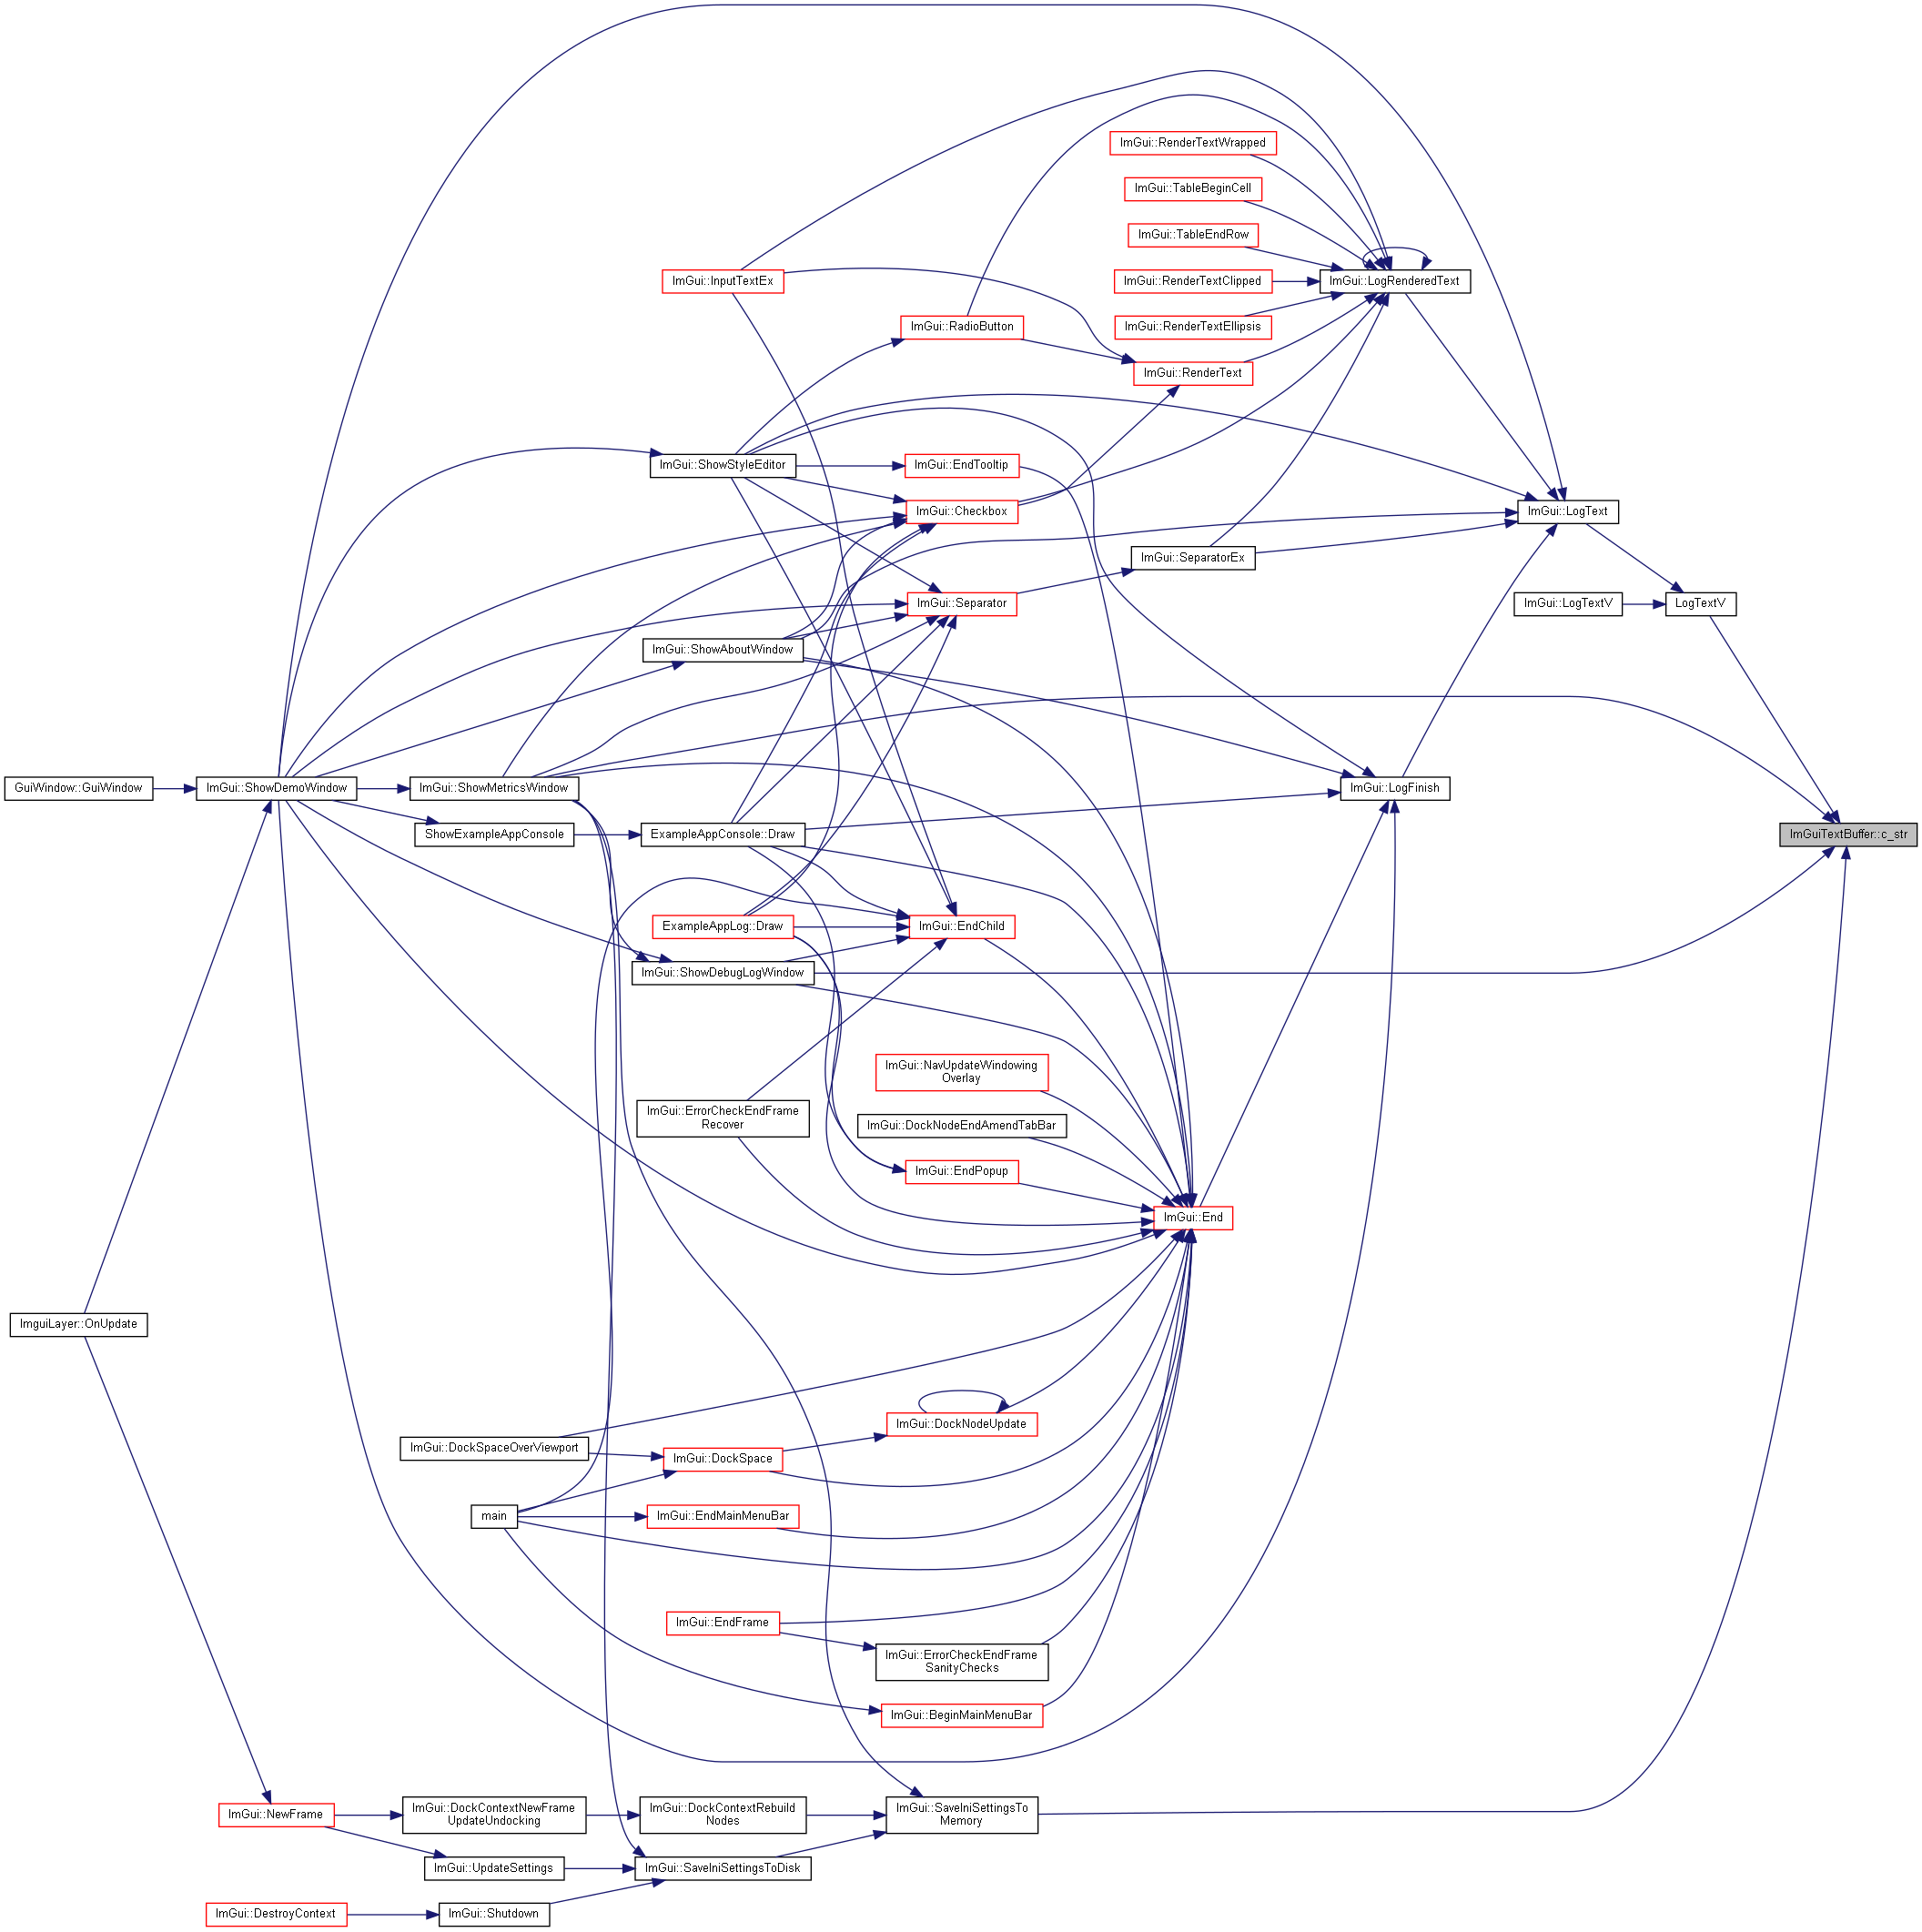 ImGui::RenderTextWrapped
ImGui::TableBeginCell
ImGui::TableEndRow
ImGui::InputTextEx
ImGui::RenderTextClipped
ImGui::LogRenderedText
ImGui::RadioButton
ImGui::RenderTextEllipsis
ImGui::RenderText
ImGui::ShowStyleEditor
ImGui::EndTooltip
ImGui::Checkbox
ImGui::LogText
ImGui::SeparatorEx
ImGui::Separator
ImGui::LogTextV
LogTextV
ImGui::ShowAboutWindow
GuiWindow::GuiWindow
ImGui::ShowDemoWindow
ImGui::ShowMetricsWindow
ImGui::LogFinish
ShowExampleAppConsole
ExampleAppConsole::Draw
ImGuiTextBuffer::c_str
ExampleAppLog::Draw
ImGui::EndChild
ImGui::ShowDebugLogWindow
ImGui::NavUpdateWindowing
Overlay
ImGui::ErrorCheckEndFrame
Recover
ImGui::DockNodeEndAmendTabBar
ImGui::EndPopup
ImGui::End
ImguiLayer::OnUpdate
ImGui::DockNodeUpdate
ImGui::DockSpaceOverViewport
ImGui::DockSpace
main
ImGui::EndMainMenuBar
ImGui::EndFrame
ImGui::ErrorCheckEndFrame
SanityChecks
ImGui::BeginMainMenuBar
ImGui::NewFrame
ImGui::DockContextNewFrame
UpdateUndocking
ImGui::DockContextRebuild
Nodes
ImGui::SaveIniSettingsTo
Memory
ImGui::UpdateSettings
ImGui::SaveIniSettingsToDisk
ImGui::DestroyContext
ImGui::Shutdown